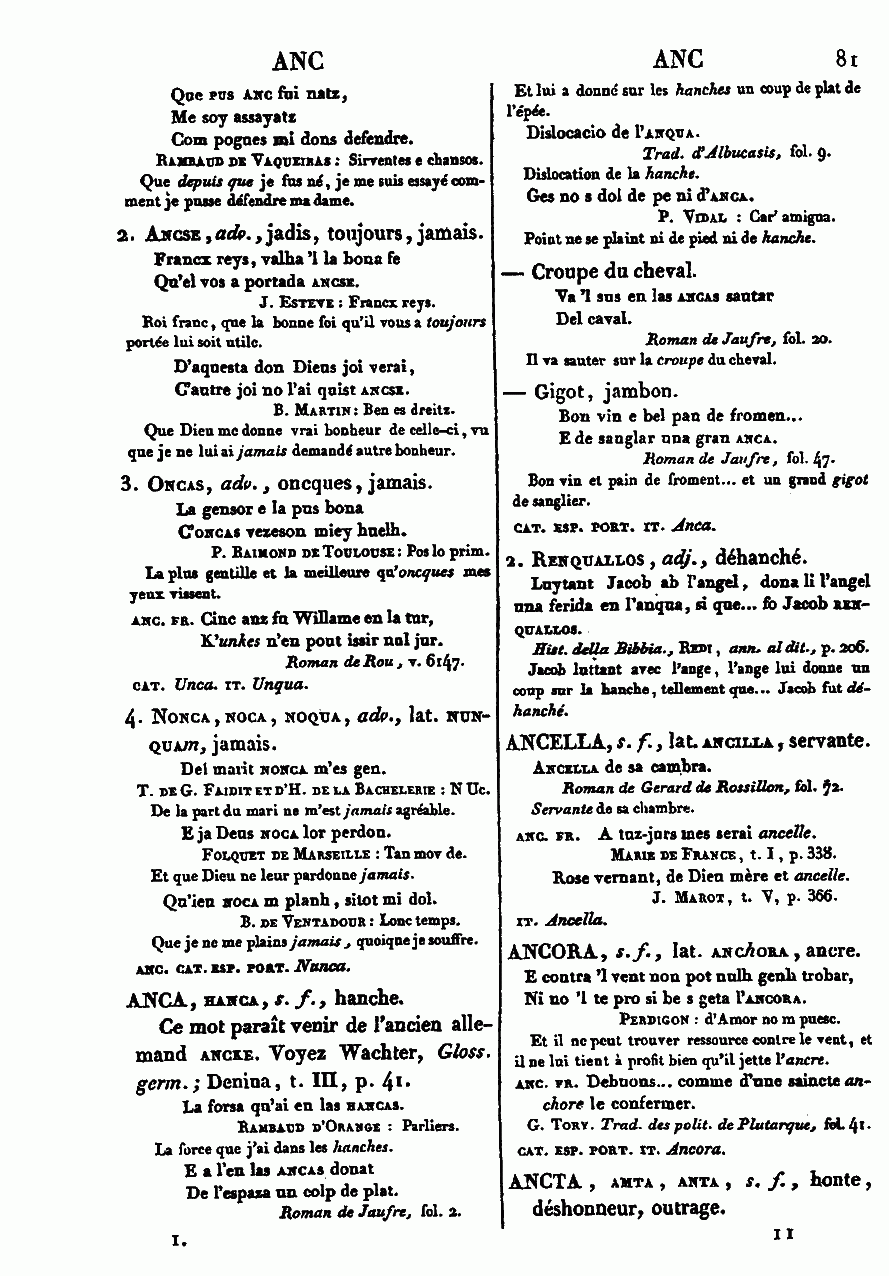 ANC
ANC 81
Que pus anc fui natz,
Me soy assayatz
Com pogues mi dons defendre.
Rambaud de Vaqueiras : Sirventes e chansos.
Que depuis que je fus né, je me suis essayé com-
ment je pusse défendre ma dame.
2. Ancse, adv., jadis, toujours, jamais.
Francx reys, valha 'l la bona fe
Qu'el vos a portada ancse.
J. Esteve : Francx reys.
Roi franc, que la bonne foi qu'il vous a toujours
portée lui soit utile.
D'aquesta don Dieus joi verai,
C'autre joi no l'ai quist ancse.
B. Martin : Ben es dreitz.
Que Dieu me donne vrai bonheur de celle-ci, vu
que je ne lui ai jamais demandé autre bonheur.
3. Oncas, adv., oncques, jamais.
La gensor e la pus bona
C'oncas vezeson miey huelh.
P. Raimond de Toulouse : Pos lo prim.
La plus gentille et la meilleure qu'oncques mes
yeux vissent.
anc. fr. Cinc anz fu Willame en la tur,
K'unkes n'en pout issir nul jur.
Roman de Rou, v. 6147.
cat. Unca. it. Unqua.
4. Nonca, noca, noqua, adv., lat. nun-
quam, jamais.
Del marit nonca m'es gen.
T. de G. Faidit et d'H. de la Bachelerie : N Uc.
De la part du mari ne m'est jamais agréable.
E ja Deus noca lor perdon.
Folquet de Marseille : Tan mov de.
Et que Dieu ne leur pardonne jamais.
Qu'ieu noca m planh, sitot mi dol.
B. de Ventadour : Lonc temps.
Que je ne me plains jamais, quoique je souffre.
anc. cat. esp. port. Nunca.
ANCA, hanca, s. f., hanche.
Ce mot paraît venir de l'ancien alle-
mand ancke. Voyez Wachter, Gloss.
germ.; Denina, t. III, p. 41.
La forsa qu'ai en las hancas.
Rambaud d'Orange : Parliers.
La force que j'ai dans les hanches.
E a l'en las ancas donat
De l'espaza un colp de plat.
Roman de Jaufre, fol. 2.
I.
Et lui a donné sur les hanches un coup de plat de
l'épée.
Dislocacio de l'anqua.
Trad. d'Albucasis, fol. 9.
Dislocation de la hanche.
Ges no s dol de pe ni d'anca.
P. Vidal : Car' amigua.
Point ne se plaint ni de pied ni de hanche.
— Croupe du cheval.
Va 'l sus en las ancas sautar
Del caval.
Roman de Jaufre, fol. 20.
Il va sauter sur la croupe du cheval.
— Gigot, jambon.
Bon vin e bel pan de fromen...
E de sanglar una gran anca.
Roman de Jaufre, fol. 47.
Bon vin et pain de froment... et un grand gigot
de sanglier.
cat. esp. port. it. Anca.
2. Renquallos, adj., déhanché.
Luytant Jacob ab l'angel, dona li l'angel
una ferida en l'anqua, si que... fo Jacob ren-
quallos.
Hist. della Bibbia., Redi, ann. al dit., p. 206.
Jacob luttant avec l'ange, l'ange lui donne un
coup sur la hanche, tellement que... Jacob fut dé-
hanché.
ANCELLA, s. f., lat. ancilla, servante.
Ancella de sa cambra.
Roman de Gerard de Rossillon, fol. 72.
Servante de sa chambre.
anc. fr. A tuz-jurs mes serai ancelle.
Marie de France, t. I, p. 338.
Rose vernant, de Dieu mère et ancelle.
J. Marot, t. V, p. 366.
it. Ancella.
ANCORA, s. f., lat. anchora, ancre.
E contra 'l vent non pot nulh genh trobar,
Ni no 'l te pro si be s geta l'ancora.
Perdigon : d'Amor no m puesc.
Et il ne peut trouver ressource contre le vent, et
il ne lui tient à profit bien qu'il jette l'ancre.
anc. fr. Debuons... comme d'une saincte an-
chore le confermer.
G. Tory. Trad. des polit. de Plutarque, fol. 41.
cat. esp. port. it. Ancora.
ANCTA, amta, anta, s. f., honte,
déshonneur, outrage.
II